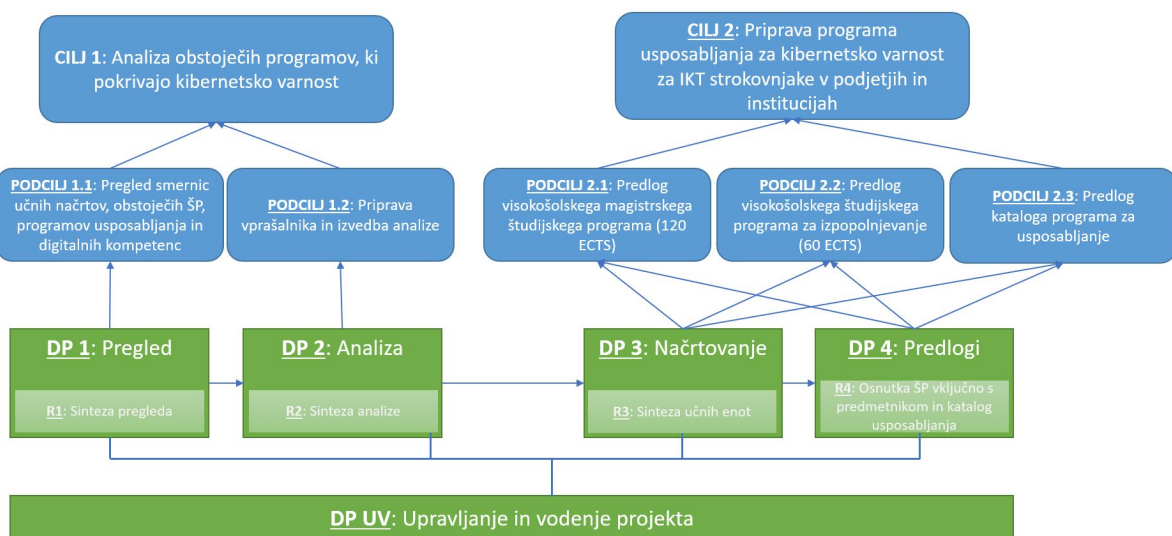 CILJ 1: Analiza obstoječih programov, ki
pokrivajo kibernetsko varnost
CILJ 2: Priprava programa
usposabljanja za kibernetsko varnost
za IKT strokovnjake v podjetjih in
institucijah
PODCILJ 1.1: Pregled smernic
učnih načrtov, obstoječih ŠP,
programov usposabljanja in
digitalnih kompetenc
PODCILJ 1.2: Priprava
vprašalnika in izvedba analize
PODCILJ 2.1: Predlog
visokošolskega magistrskega
študijskega programa (120
ECTS)
PODCILJ 2.2: Predlog
visokošolskega študijskega
programa za izpopolnjevanje
(60 ECTS)
PODCILJ 2.3: Predlog
kataloga programa za
usposabljanje
DP 1: Pregled
R1: Sinteza pregleda
DP 2: Analiza
R2: Sinteza analize
DP 3: Načrtovanje
R3: Sinteza učnih enot
DP 4: Predlogi
R4: Osnutka ŠP vključno s
predmetnikom in katalog
usposabljanja
DP UV: Upravljanje in vodenje projekta